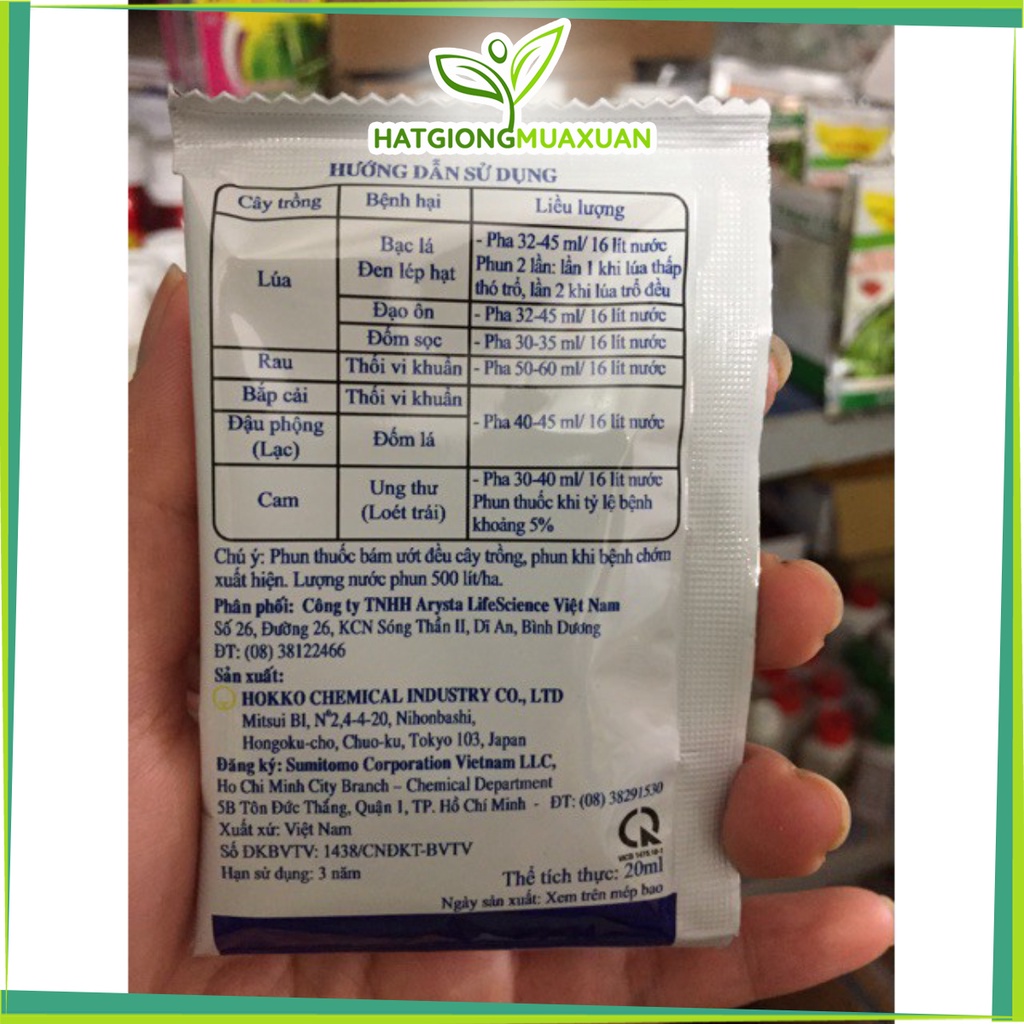 HATGIONGMUAXUAN
HƯỚNG DẪN SỬ DỤNG
Cây trồng
Bệnh hại
Liều lượng
Lúa
Bạc lá
Đen lép hạt
- Pha 32-45 ml/ 16 lít nước
Phun 2 lần: lần 1 khi lúa thấp
thó trổ, lần 2 khi lúa trổ đều
Đạo ôn
- Pha 32-45 ml/ 16 lít nước
Đốm sọc
- Pha 30-35 ml/ 16 lít nước
Rau
Thối vi khuẩn
- Pha 50-60 ml/ 16 lít nước
Bắp cải
Thối vi khuẩn
- Pha 40-45 ml/ 16 lít nước
Đậu phộng
(Lạc)
Đốm lá
Cam
Ung thư
(Loét trái)
- Pha 30-40 ml/ 16 lít nước
Phun thuốc khi tỷ lệ bệnh
khoảng 5%
Chú ý: Phun thuốc bám ướt đều cây trồng, phun khi bệnh chớm
xuất hiện. Lượng nước phun 500 lít/ha.
Phân phối: Công ty TNHH Arysta LifeScience Việt Nam
Số 26, Đường 26, KCN Sóng Thần II, Dĩ An, Bình Dương
ĐT: (08) 38122466
Sản xuất:
HOKKO CHEMICAL INDUSTRY CO., LTD
Mitsui BI, Nº2,4-4-20, Nihonbashi,
Hongoku-cho, Chuo-ku, Tokyo 103, Japan
Đăng ký: Sumitomo Corporation Vietnam LLC,
Ho Chi Minh City Branch – Chemical Department
5B Tôn Đức Thắng, Quận 1, TP. Hồ Chí Minh - ĐT: (08) 38291530
Xuất xứ: Việt Nam
Số ĐKBVTV: 1438/CNĐKT-BVTV
Hạn sử dụng: 3 năm
Thể tích thực: 20ml
Ngày sản xuất: Xem trên mép bao